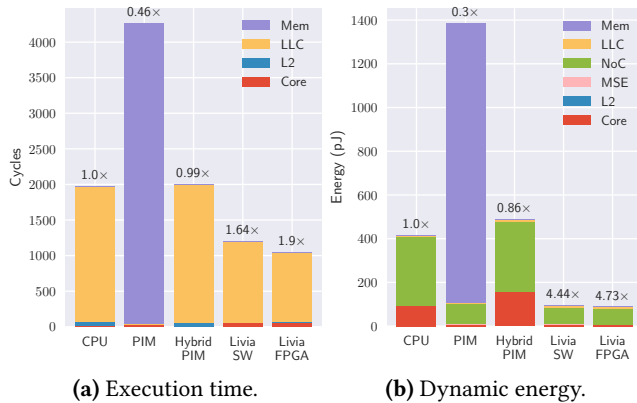 4000
3500
3000
2500
2000
1500
1000
500
0
Cycles
0.46×
1.0×
0.99×
1.64×
1.9×
Mem
LLC
L2
Core
CPU
PIM
Hybrid
PIM
Livia
SW
Livia
FPGA
(a) Execution time.
1400
1200
1000
800
600
400
200
0
Energy (pJ)
0.3×
1.0×
0.86×
4.44×
4.73×
Mem
LLC
NoC
MSE
L2
Core
CPU
PIM
Hybrid
PIM
Livia
SW
Livia
FPGA
(b) Dynamic energy.